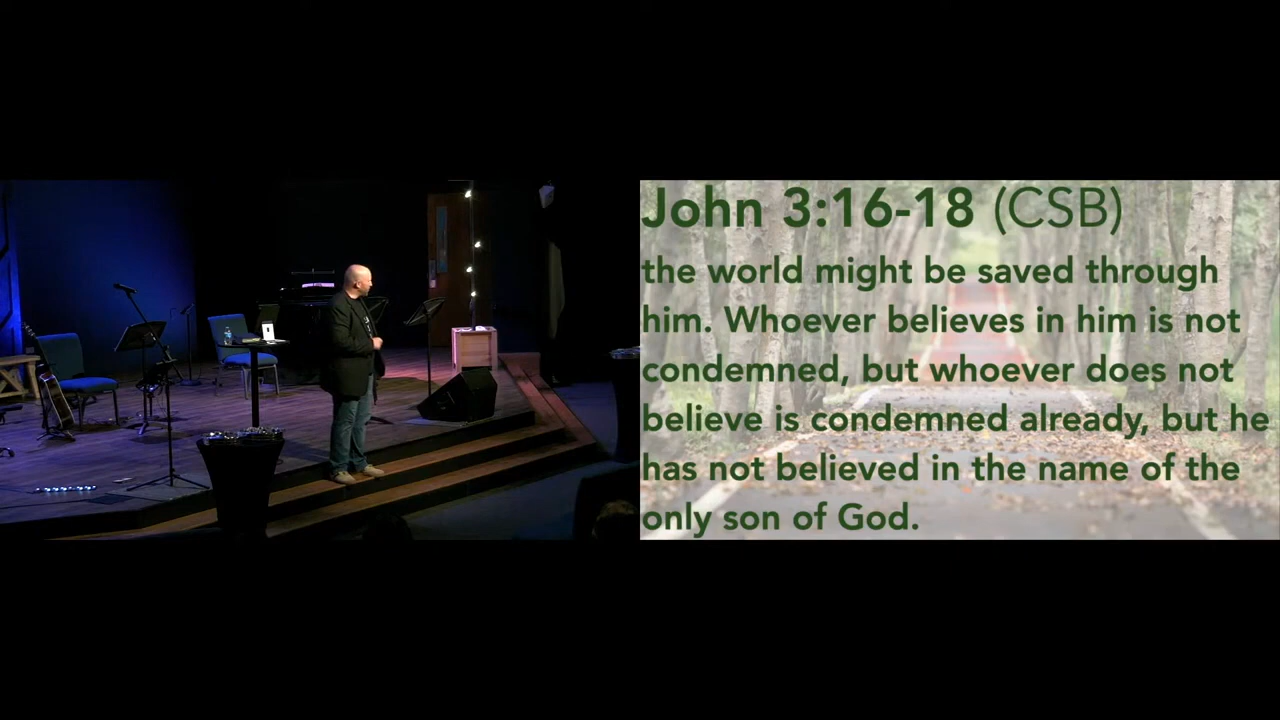 John 3:16-18 (CSB)
the world might be saved through
him. Whoever believes in him is not
condemned, but whoever does not
believe is condemned already, but he
has not believed in the name of the
only son of God.